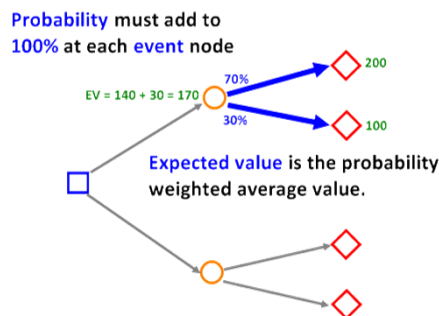 Probability must add to
100% at each event node
200
70%
EV = 140 + 30 = 170
30%
100
Expected value is the probability
weighted average value.